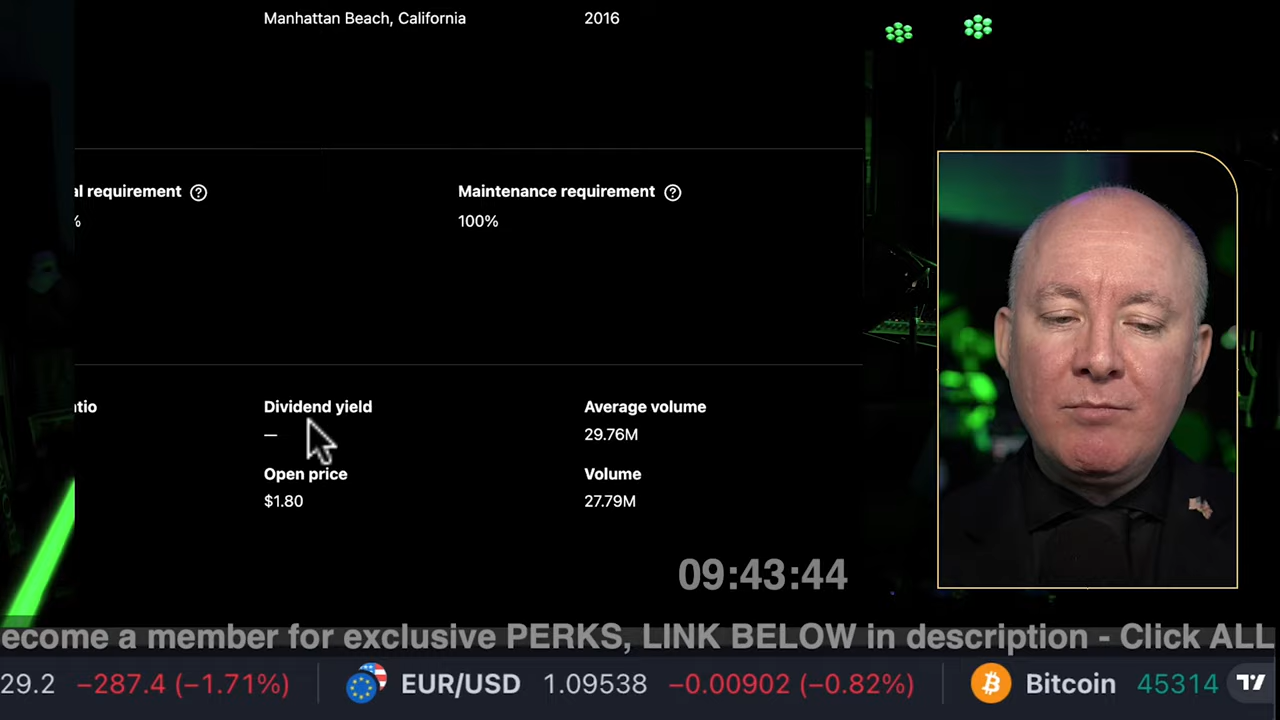 Manhattan Beach, California 2016
al requirement Maintenance requirement
% 100%
tio Dividend yield Average volume
— 29.76M
Open price Volume
$1.80 27.79M
09:43:44
ecome a member for exclusive PERKS, LINK BELOW in description - Click ALL
29.2 −287.4 (−1.71%) EUR/USD 1.09538 −0.00902 (−0.82%) Bitcoin 45314